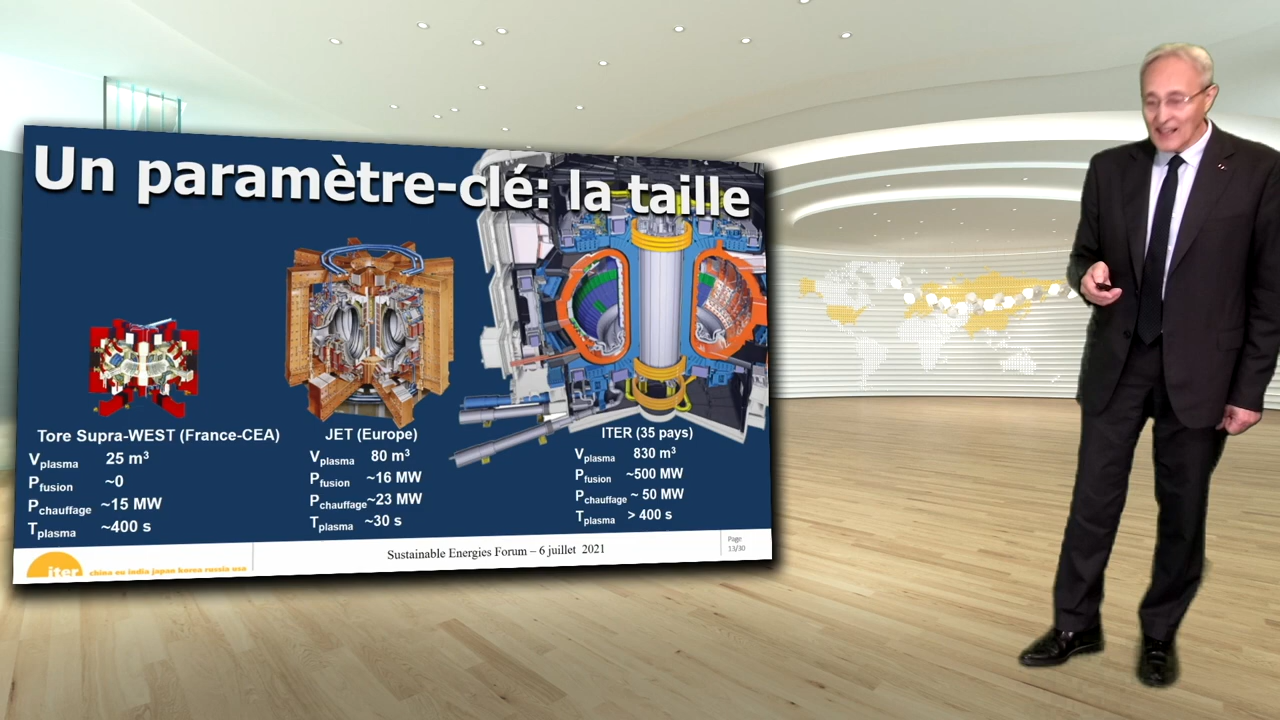 Un paramètre-clé: la taille
Tore Supra-WEST (France-CEA)
Vplasma 25 m³
Pfusion ~0
Pchauffage ~15 MW
Tplasma ~400 s
JET (Europe)
Vplasma 80 m³
Pfusion ~16 MW
Pchauffage ~23 MW
Tplasma ~30 s
ITER (35 pays)
Vplasma 830 m³
Pfusion ~500 MW
Pchauffage ~ 50 MW
Tplasma > 400 s
iter china eu india japan korea russia usa
Sustainable Energies Forum – 6 juillet 2021
Page
13/30